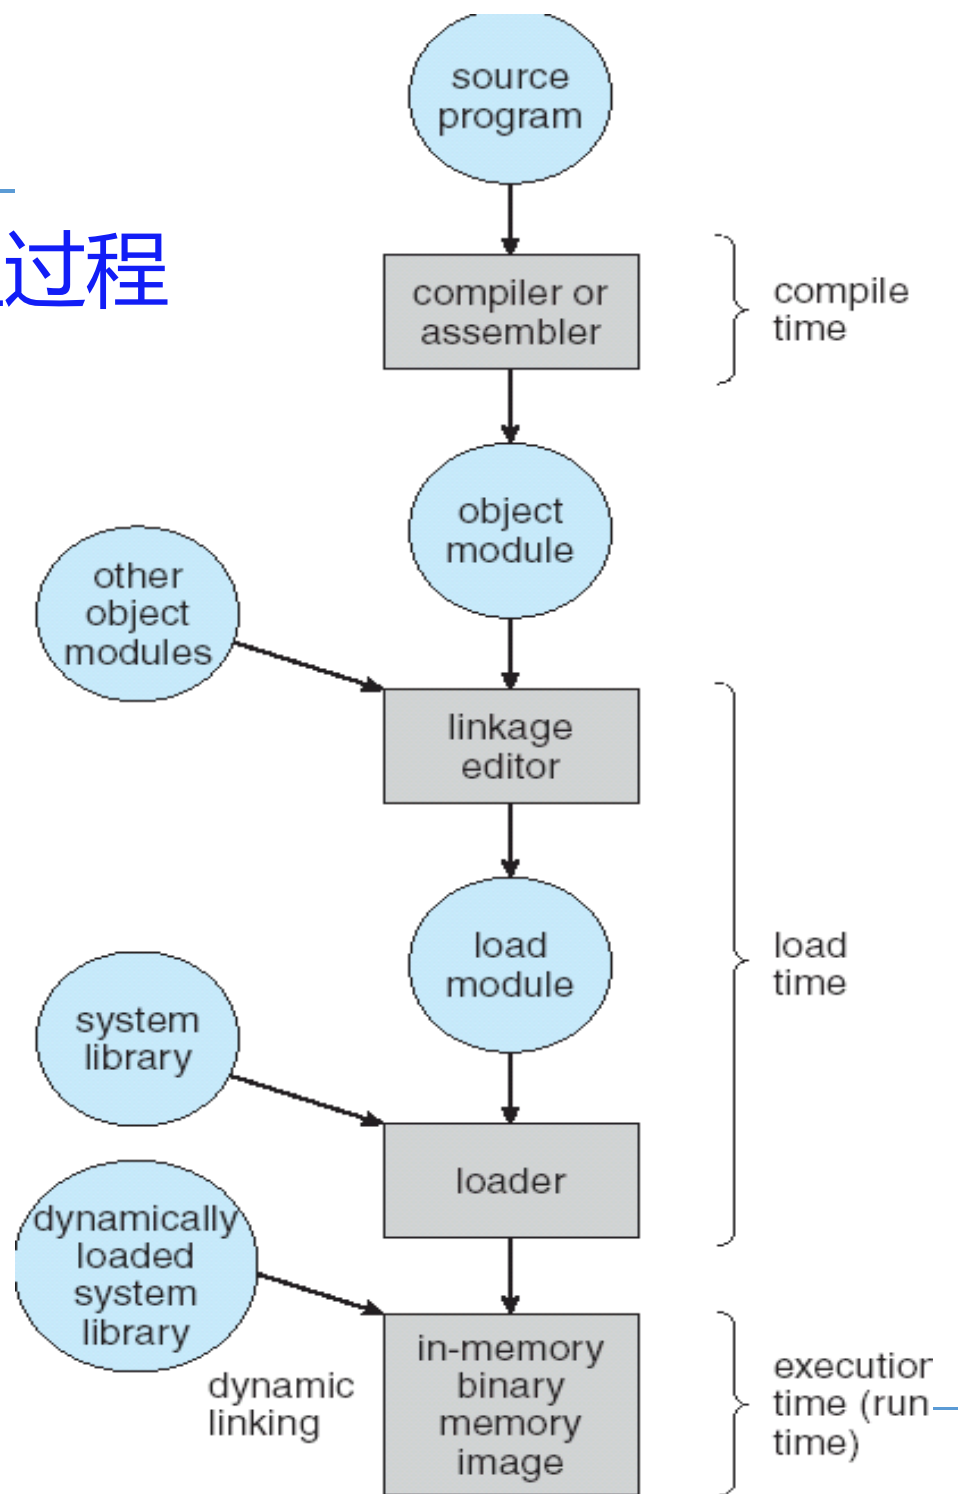 source
program
过程
compiler or
assembler
compile
time
object
module
other
object
modules
linkage
editor
load
module
load
time
system
library
loader
dynamically
loaded
system
library
dynamic
linking
in-memory
binary
memory
image
execution
time (run
time)